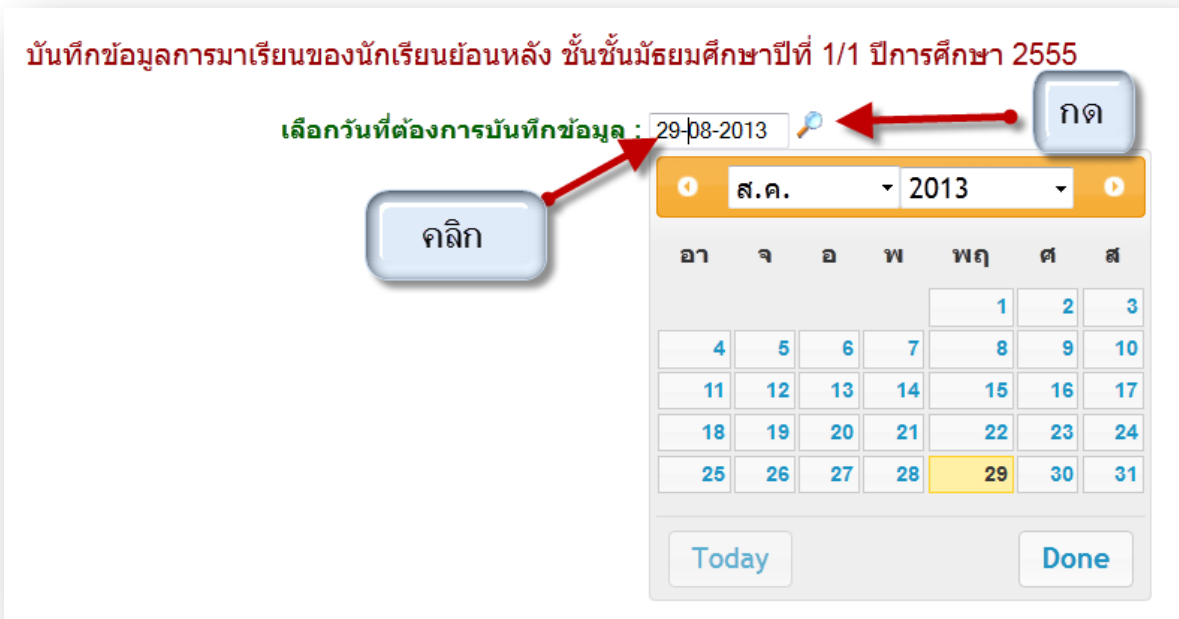 บันทึกข้อมูลการมาเรียนของนักเรียนย้อนหลัง ชั้นชั้นมัธยมศึกษาปีที่ 1/1 ปีการศึกษา 2555
กด
เลือกวันที่ต้องการบันทึกข้อมูล : 29-08-2013
คลิก
ส.ค. 2013
อา จ อ พ พฤ ศ ส
1 2 3
4 5 6 7 8 9 10
11 12 13 14 15 16 17
18 19 20 21 22 23 24
25 26 27 28 29 30 31
Today Done